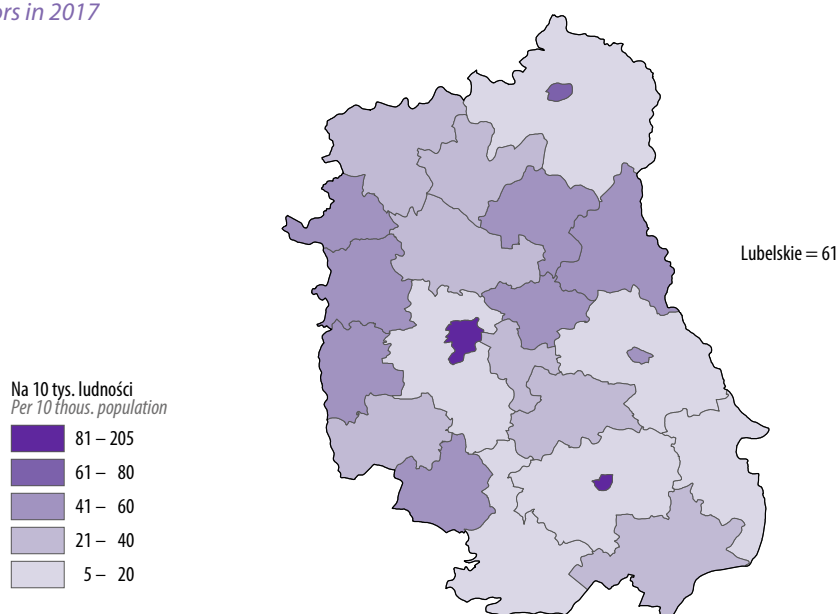 in 2017
Lubelskie = 61
Na 10 tys. ludności
Per 10 thous. population
81 – 205
61 – 80
41 – 60
21 – 40
5 – 20